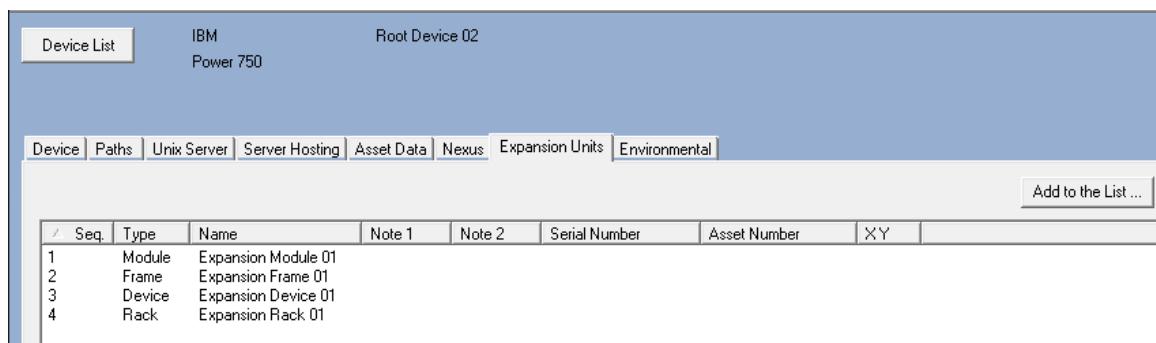 Device List
IBM Root Device 02
Power 750
Device Paths Unix Server Server Hosting Asset Data Nexus Expansion Units Environmental
Add to the List ...
Seq. Type Name Note 1 Note 2 Serial Number Asset Number X Y
1 Module Expansion Module 01
2 Frame Expansion Frame 01
3 Device Expansion Device 01
4 Rack Expansion Rack 01